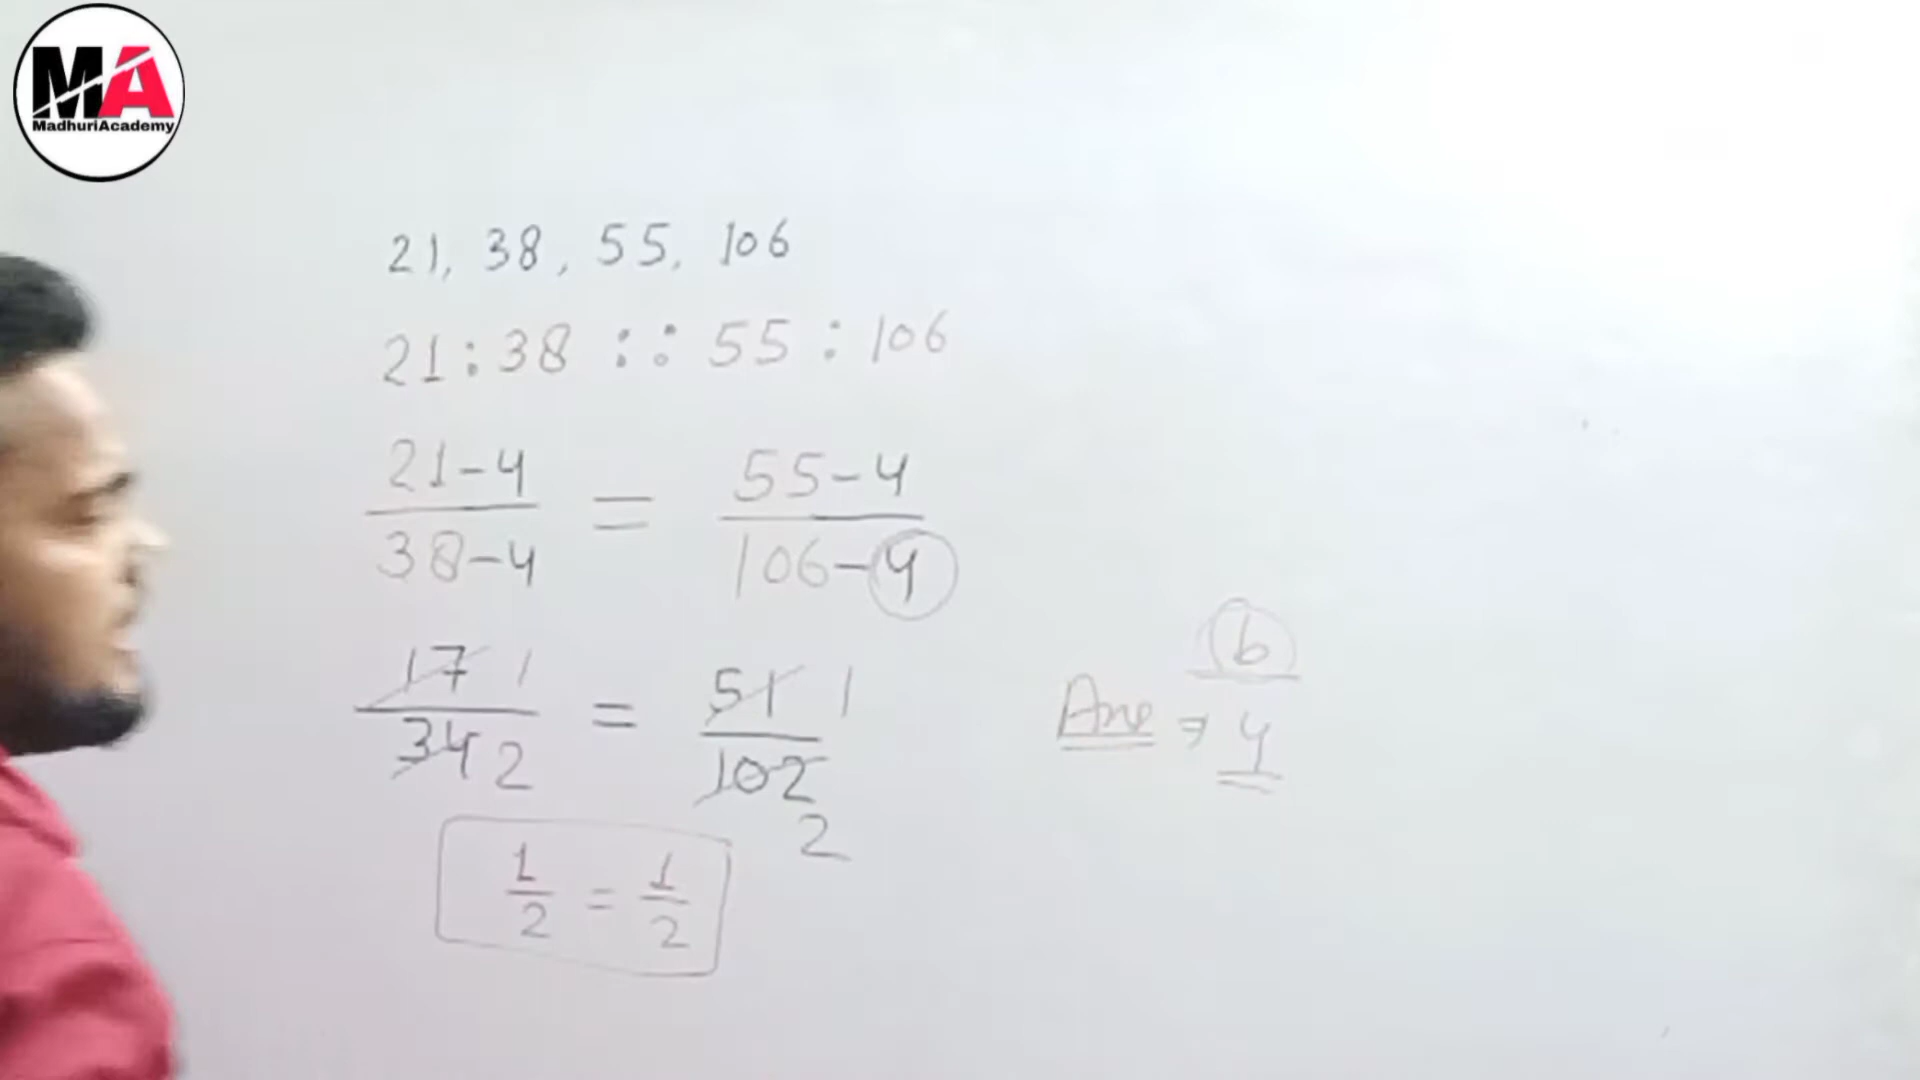 MA
MadhuriAcademy
21, 38, 55, 106
21 : 38 :: 55 : 106
21-4 / 38-4 = 55-4 / 106-4
17 1 / 34 2 = 51 1 / 102 2
1/2 = 1/2
(b)
Ans ⇒ 4